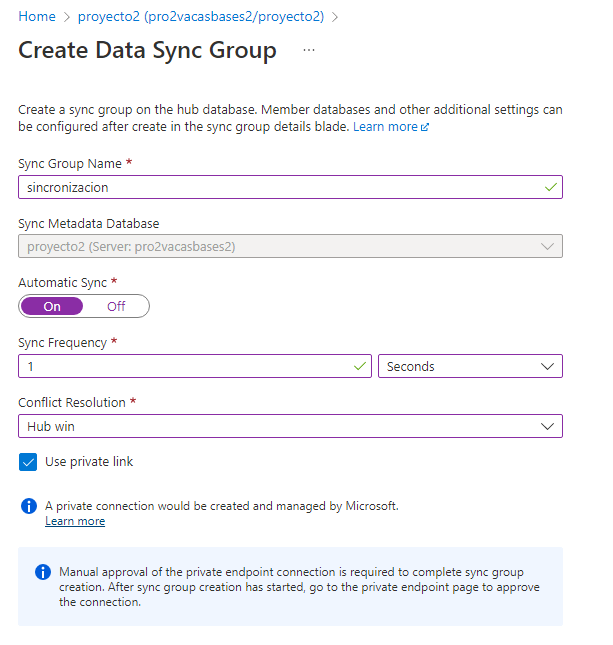 Home > proyecto2 (pro2vacasbases2/proyecto2) >
Create Data Sync Group ...
Create a sync group on the hub database. Member databases and other additional settings can
be configured after create in the sync group details blade. Learn more
Sync Group Name *
sincronizacion
Sync Metadata Database
proyecto2 (Server: pro2vacasbases2)
Automatic Sync *
On Off
Sync Frequency *
1 Seconds
Conflict Resolution *
Hub win
Use private link
A private connection would be created and managed by Microsoft.
Learn more
Manual approval of the private endpoint connection is required to complete sync group
creation. After sync group creation has started, go to the private endpoint page to approve
the connection.